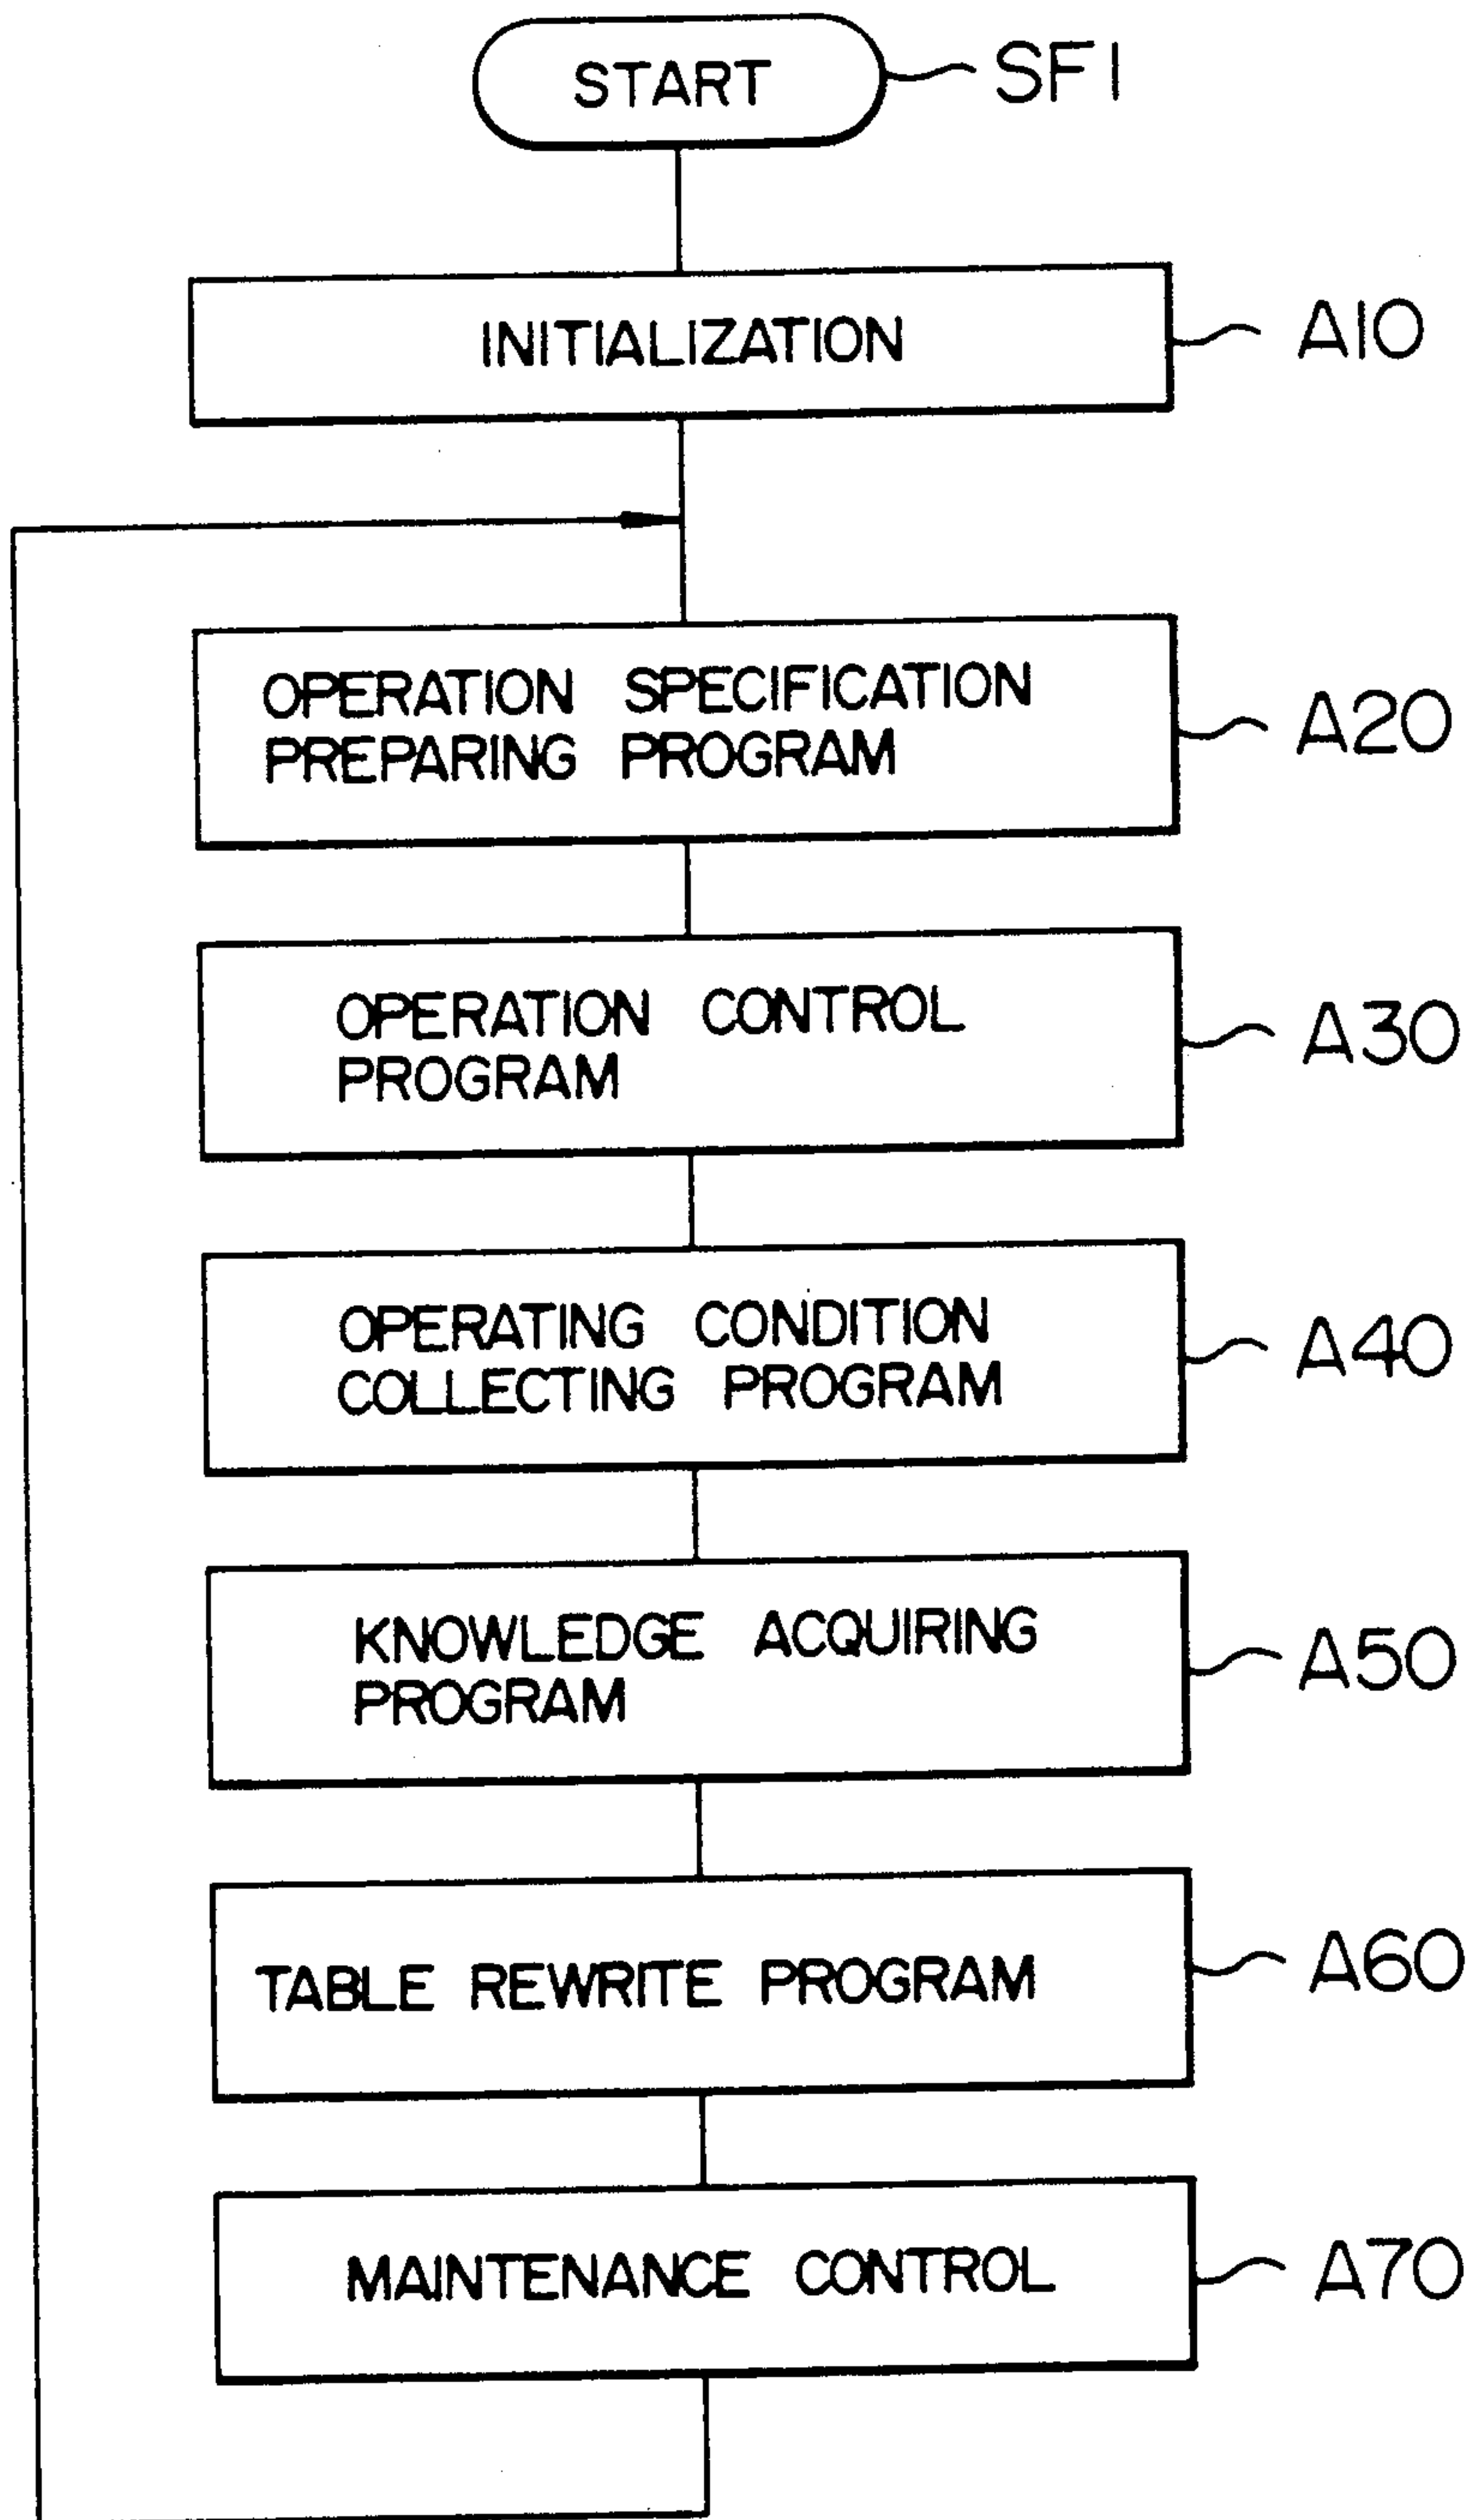 START SF1
INITIALIZATION A10
OPERATION SPECIFICATION
PREPARING PROGRAM A20
OPERATION CONTROL
PROGRAM A30
OPERATING CONDITION
COLLECTING PROGRAM A40
KNOWLEDGE ACQUIRING
PROGRAM A50
TABLE REWRITE PROGRAM A60
MAINTENANCE CONTROL A70